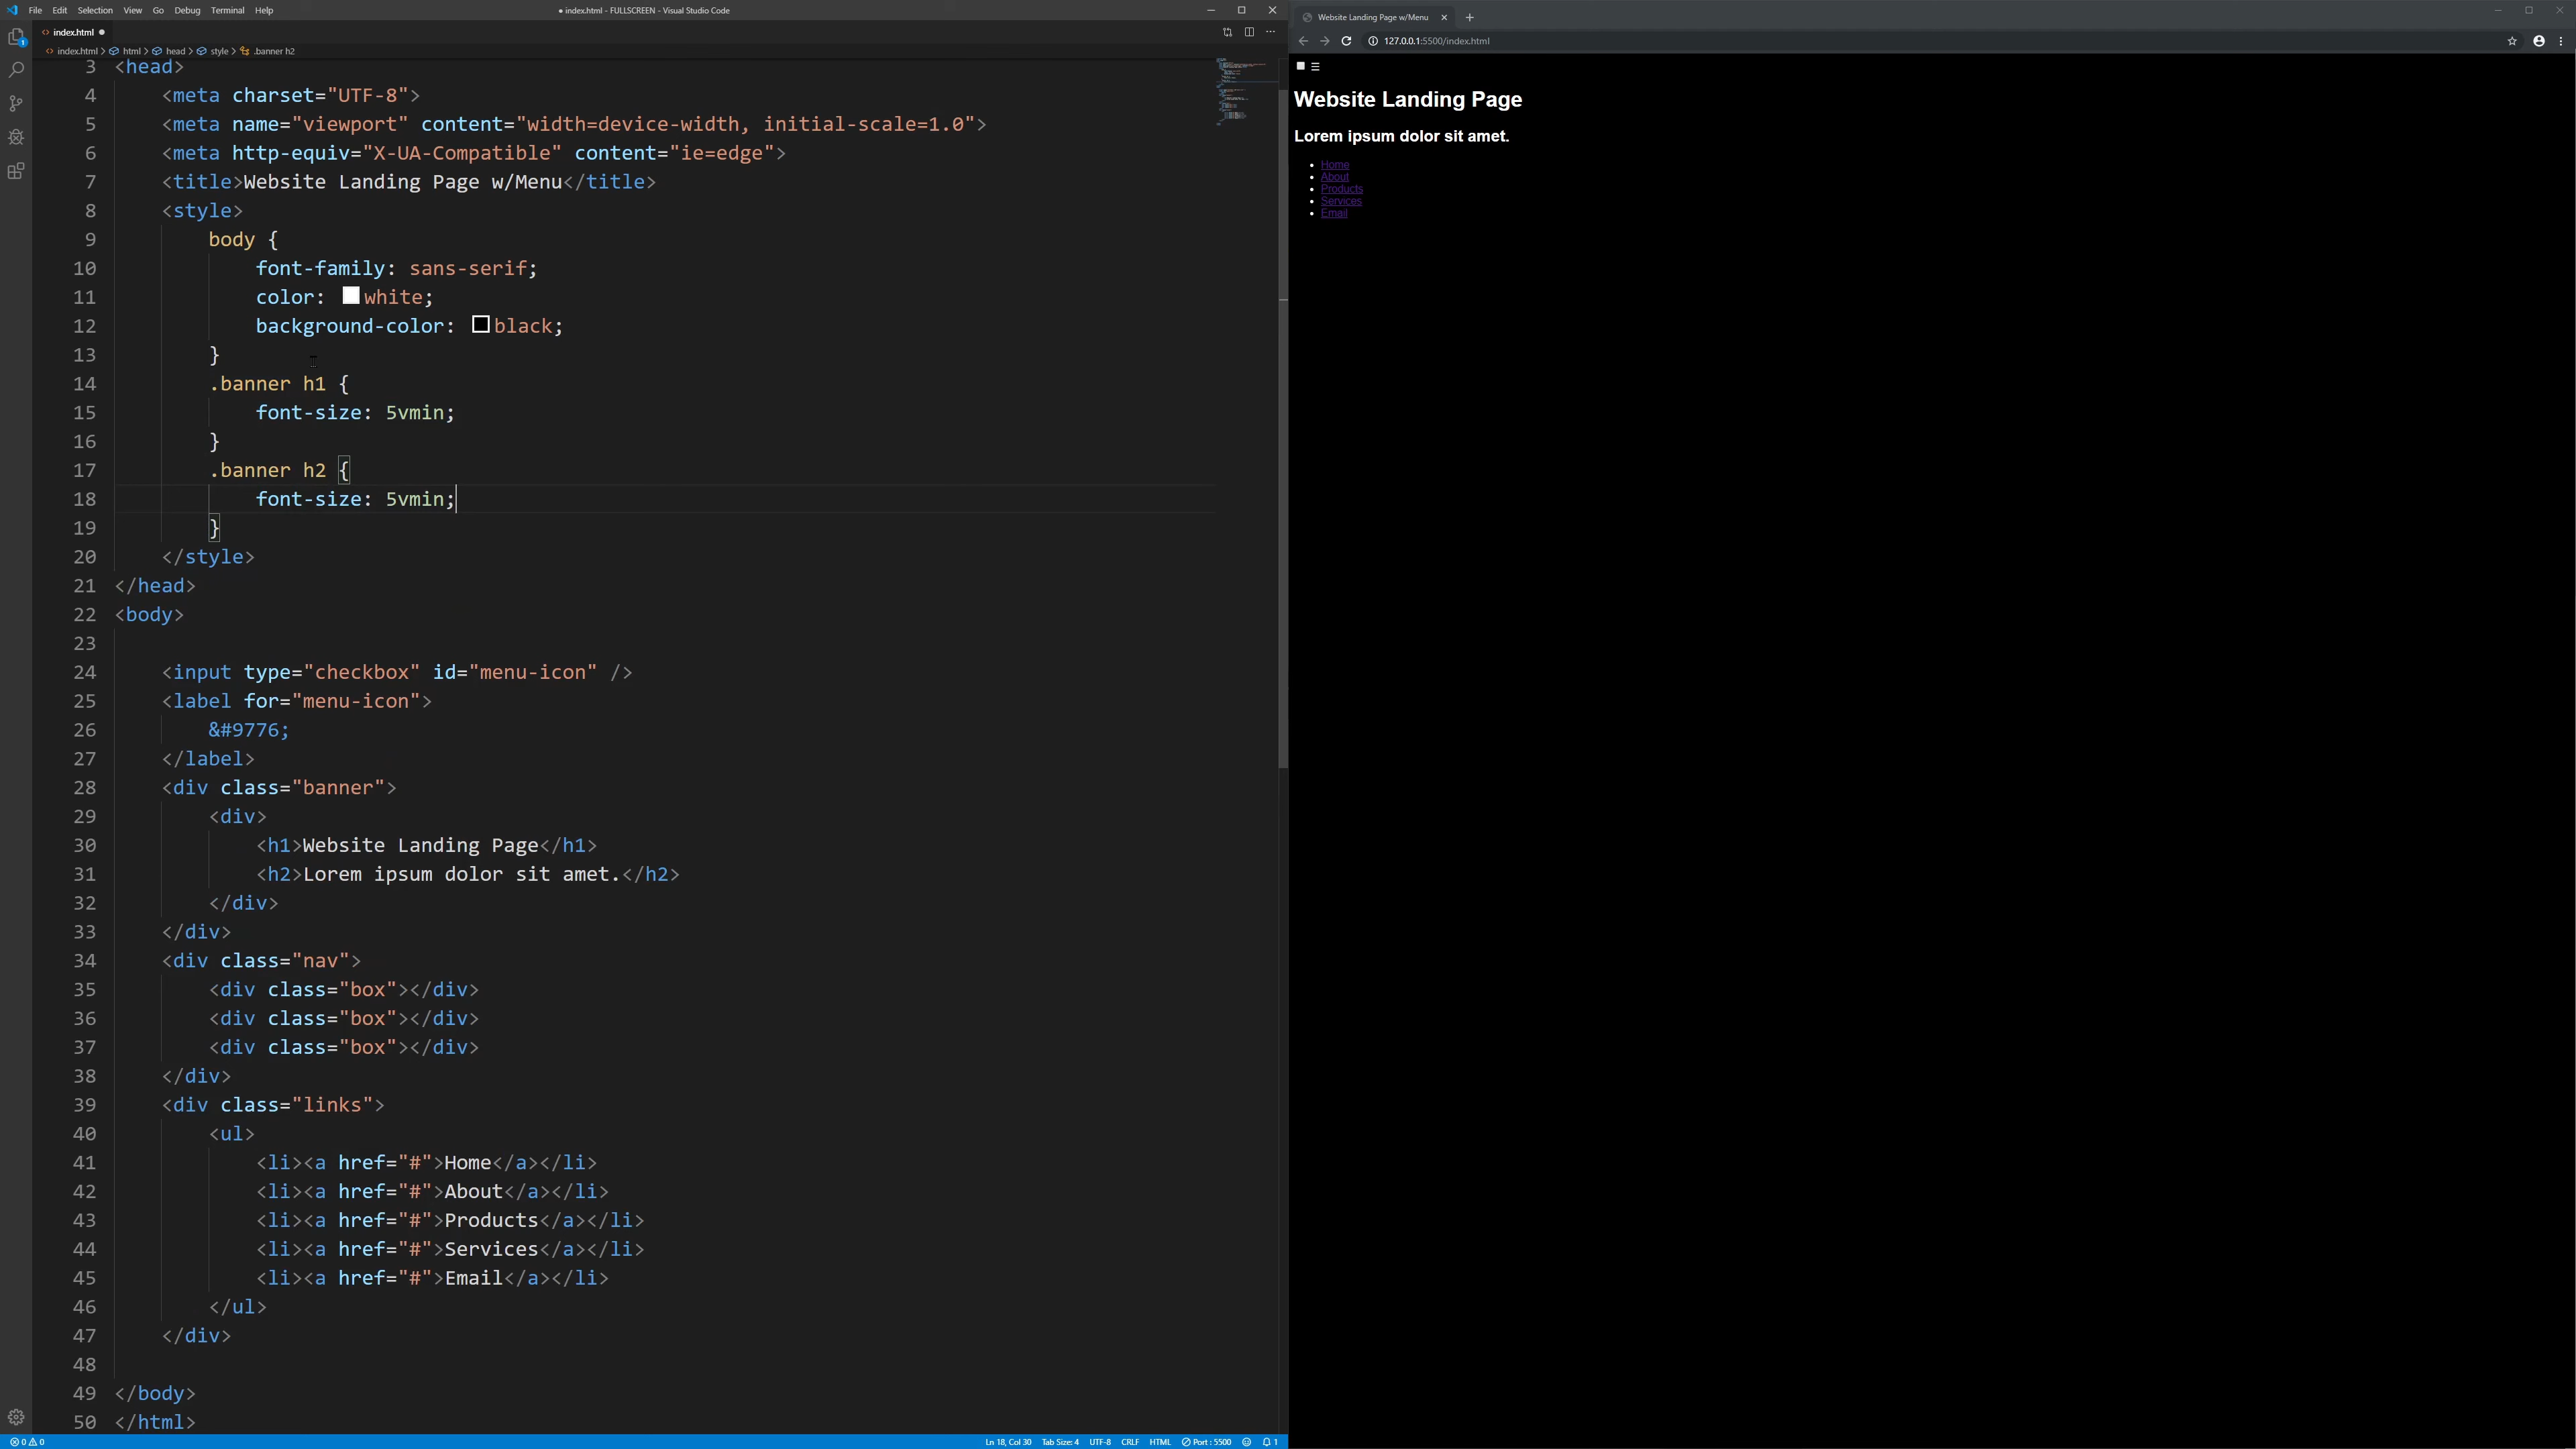 File Edit Selection View Go Debug Terminal Help
● index.html - FULLSCREEN - Visual Studio Code
index.html ●
index.html > html > head > style > .banner h2
3 <head>
4 <meta charset="UTF-8">
5 <meta name="viewport" content="width=device-width, initial-scale=1.0">
6 <meta http-equiv="X-UA-Compatible" content="ie=edge">
7 <title>Website Landing Page w/Menu</title>
8 <style>
9 body {
10 font-family: sans-serif;
11 color: white;
12 background-color: black;
13 }
14 .banner h1 {
15 font-size: 5vmin;
16 }
17 .banner h2 {
18 font-size: 5vmin;
19 }
20 </style>
21 </head>
22 <body>
23
24 <input type="checkbox" id="menu-icon" />
25 <label for="menu-icon">
26 &#9776;
27 </label>
28 <div class="banner">
29 <div>
30 <h1>Website Landing Page</h1>
31 <h2>Lorem ipsum dolor sit amet.</h2>
32 </div>
33 </div>
34 <div class="nav">
35 <div class="box"></div>
36 <div class="box"></div>
37 <div class="box"></div>
38 </div>
39 <div class="links">
40 <ul>
41 <li><a href="#">Home</a></li>
42 <li><a href="#">About</a></li>
43 <li><a href="#">Products</a></li>
44 <li><a href="#">Services</a></li>
45 <li><a href="#">Email</a></li>
46 </ul>
47 </div>
48
49 </body>
50 </html>
0 0
Ln 18, Col 30 Tab Size: 4 UTF-8 CRLF HTML Port : 5500 1
Website Landing Page w/Menu
127.0.0.1:5500/index.html
☰
Website Landing Page
Lorem ipsum dolor sit amet.
• Home
• About
• Products
• Services
• Email